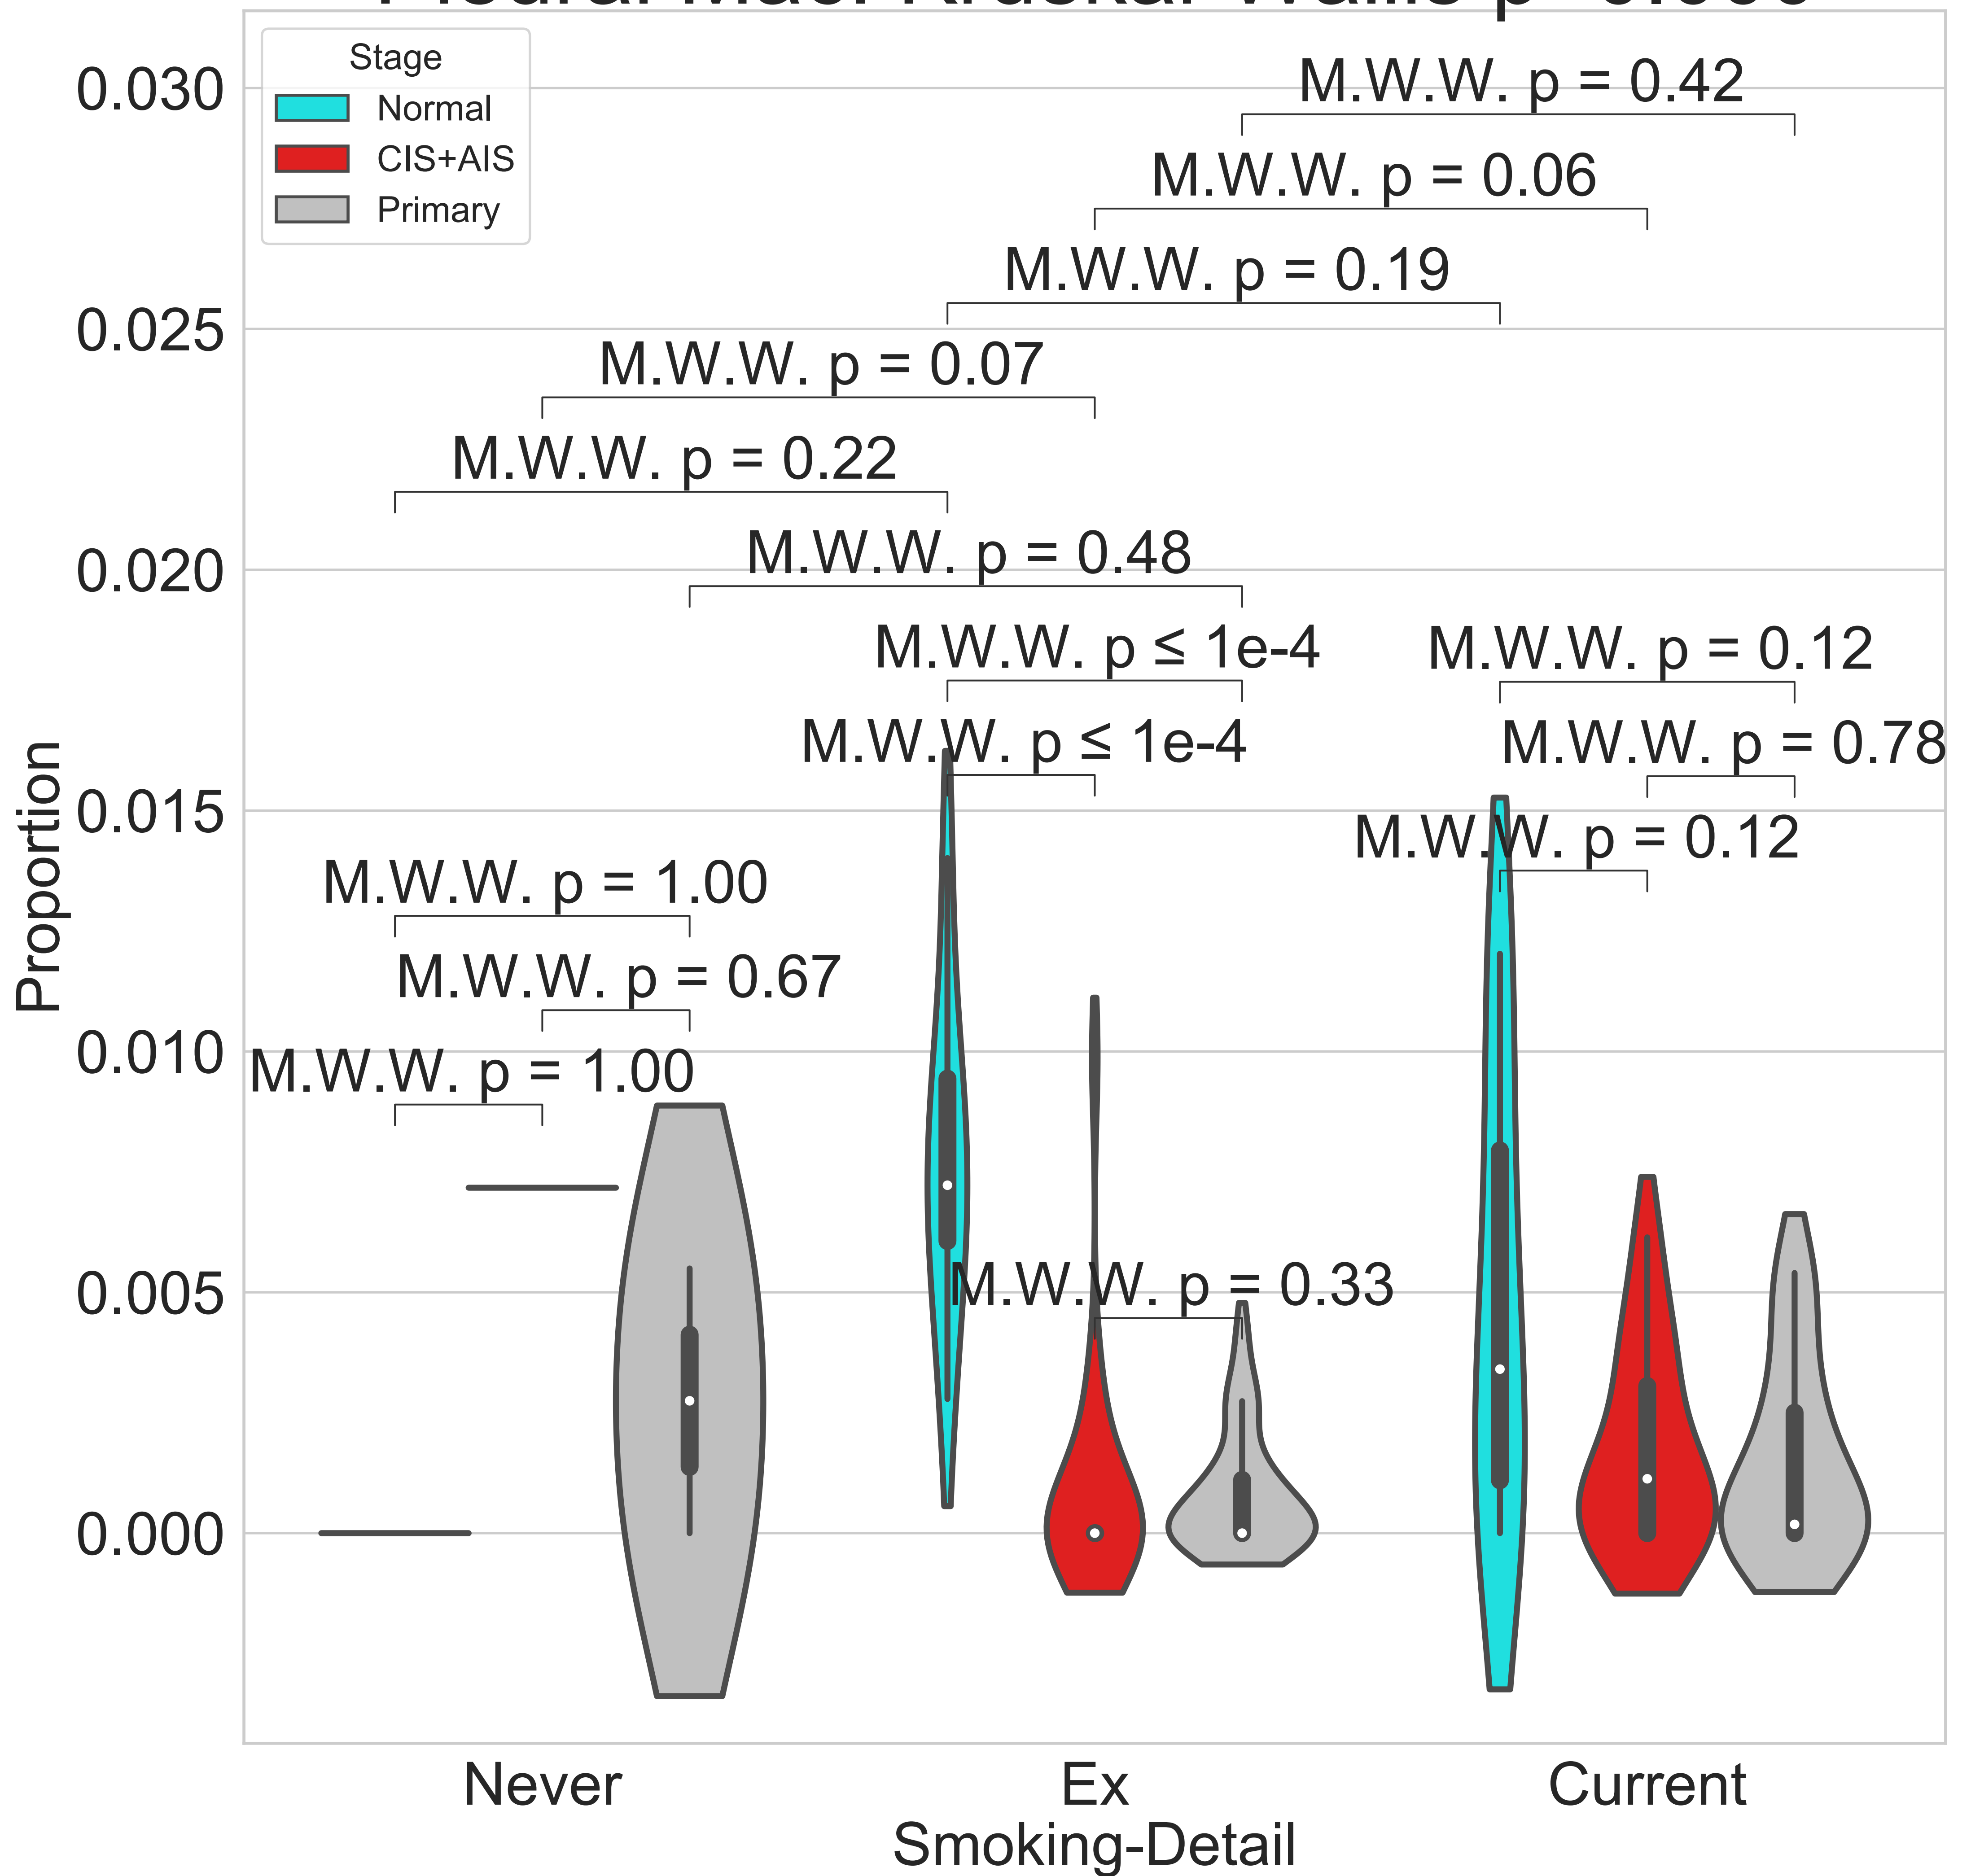 Stage
Normal
CIS+AIS
Primary
0.030
0.025
0.020
0.015
0.010
0.005
0.000
Proportion
M.W.W. p = 0.42
M.W.W. p = 0.06
M.W.W. p = 0.19
M.W.W. p = 0.07
M.W.W. p = 0.22
M.W.W. p = 0.48
M.W.W. p ≤ 1e-4
M.W.W. p = 0.12
M.W.W. p ≤ 1e-4
M.W.W. p = 0.78
M.W.W. p = 0.12
M.W.W. p = 1.00
M.W.W. p = 0.67
M.W.W. p = 1.00
M.W.W. p = 0.33
Never
Ex
Current
Smoking-Detail